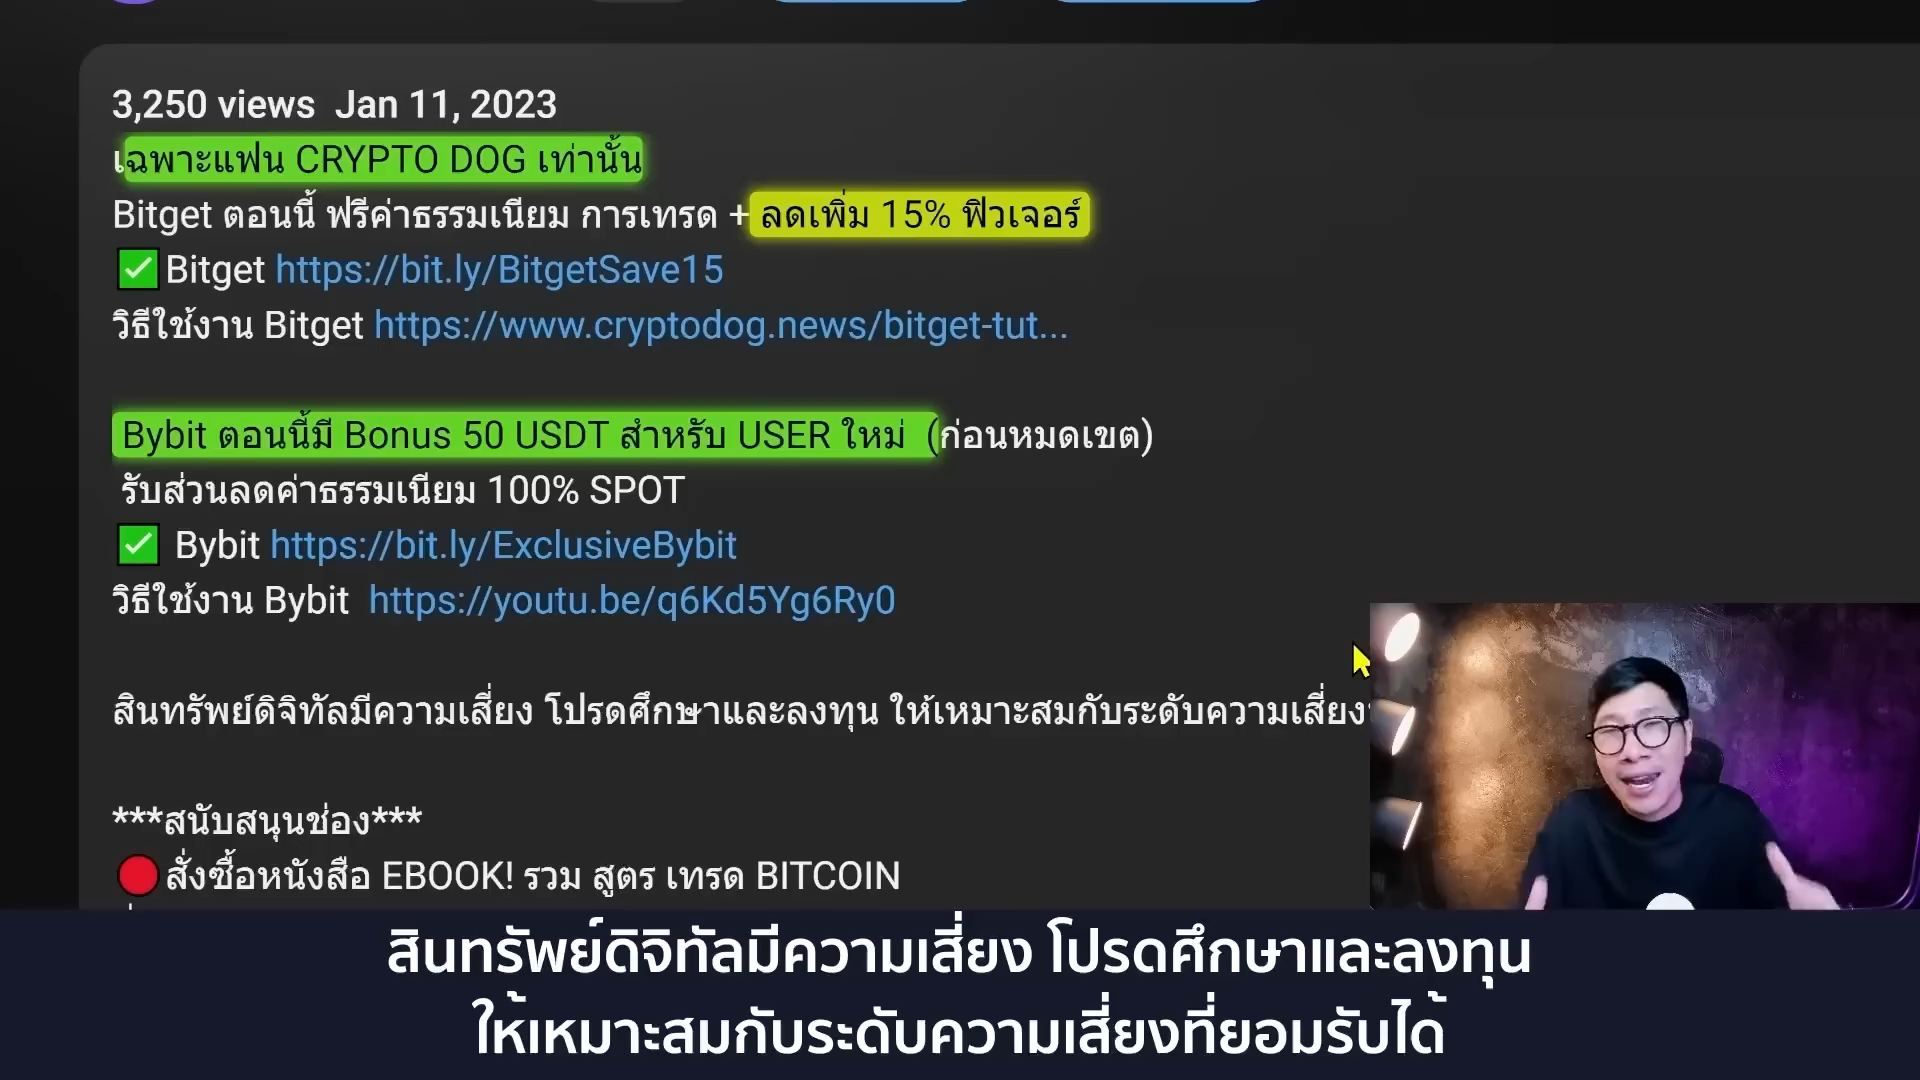 3,250 views  Jan 11, 2023
เฉพาะแฟน CRYPTO DOG เท่านั้น
Bitget ตอนนี้ ฟรีค่าธรรมเนียม การเทรด + ลดเพิ่ม 15% ฟิวเจอร์
✅ Bitget https://bit.ly/BitgetSave15
วิธีใช้งาน Bitget https://www.cryptodog.news/bitget-tut...
Bybit ตอนนี้มี Bonus 50 USDT สำหรับ USER ใหม่ (ก่อนหมดเขต)
รับส่วนลดค่าธรรมเนียม 100% SPOT
✅ Bybit https://bit.ly/ExclusiveBybit
วิธีใช้งาน Bybit https://youtu.be/q6Kd5Yg6Ry0
สินทรัพย์ดิจิทัลมีความเสี่ยง โปรดศึกษาและลงทุน ให้เหมาะสมกับระดับความเสี่ยง
***สนับสนุนช่อง***
🔴 สั่งซื้อหนังสือ EBOOK! รวม สูตร เทรด BITCOIN
สินทรัพย์ดิจิทัลมีความเสี่ยง โปรดศึกษาและลงทุน
ให้เหมาะสมกับระดับความเสี่ยงที่ยอมรับได้